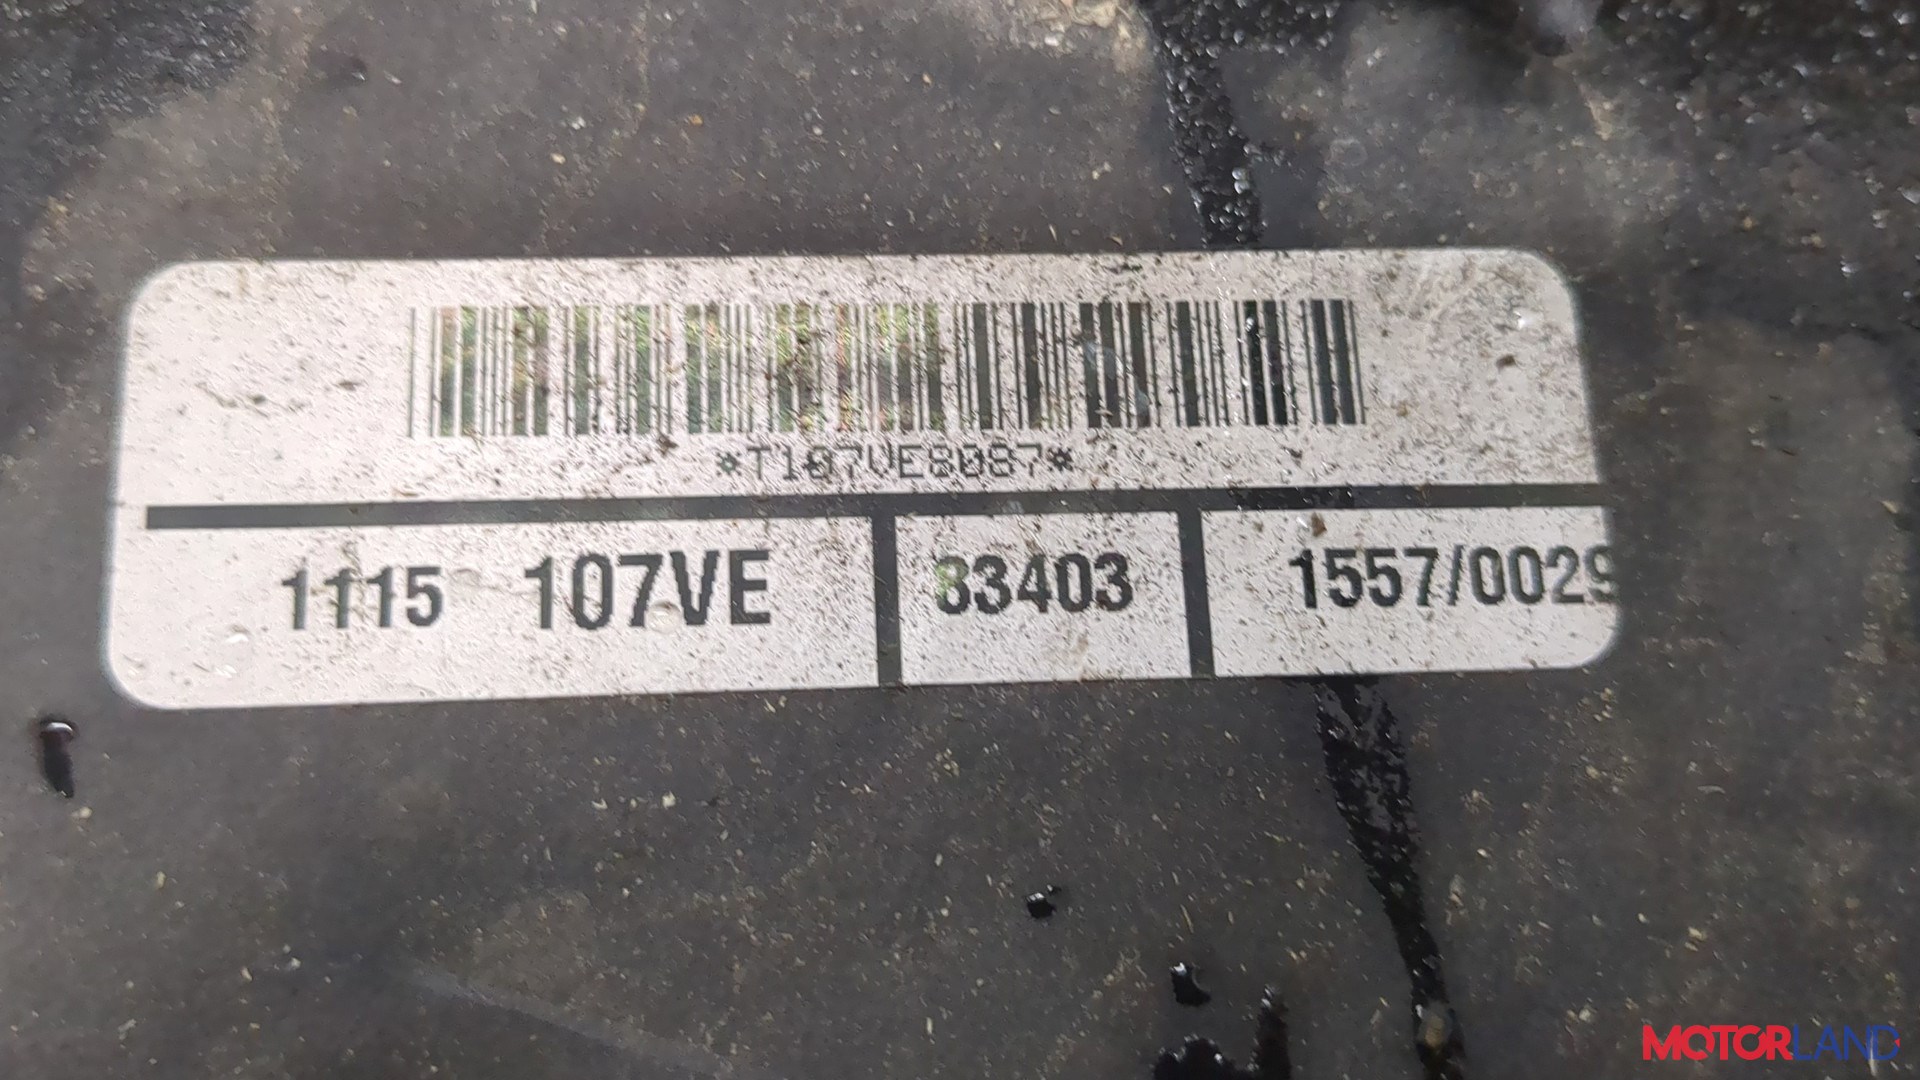 *T107VE8087*
1115 107VE 83403 1557/0029
MOTORLAND